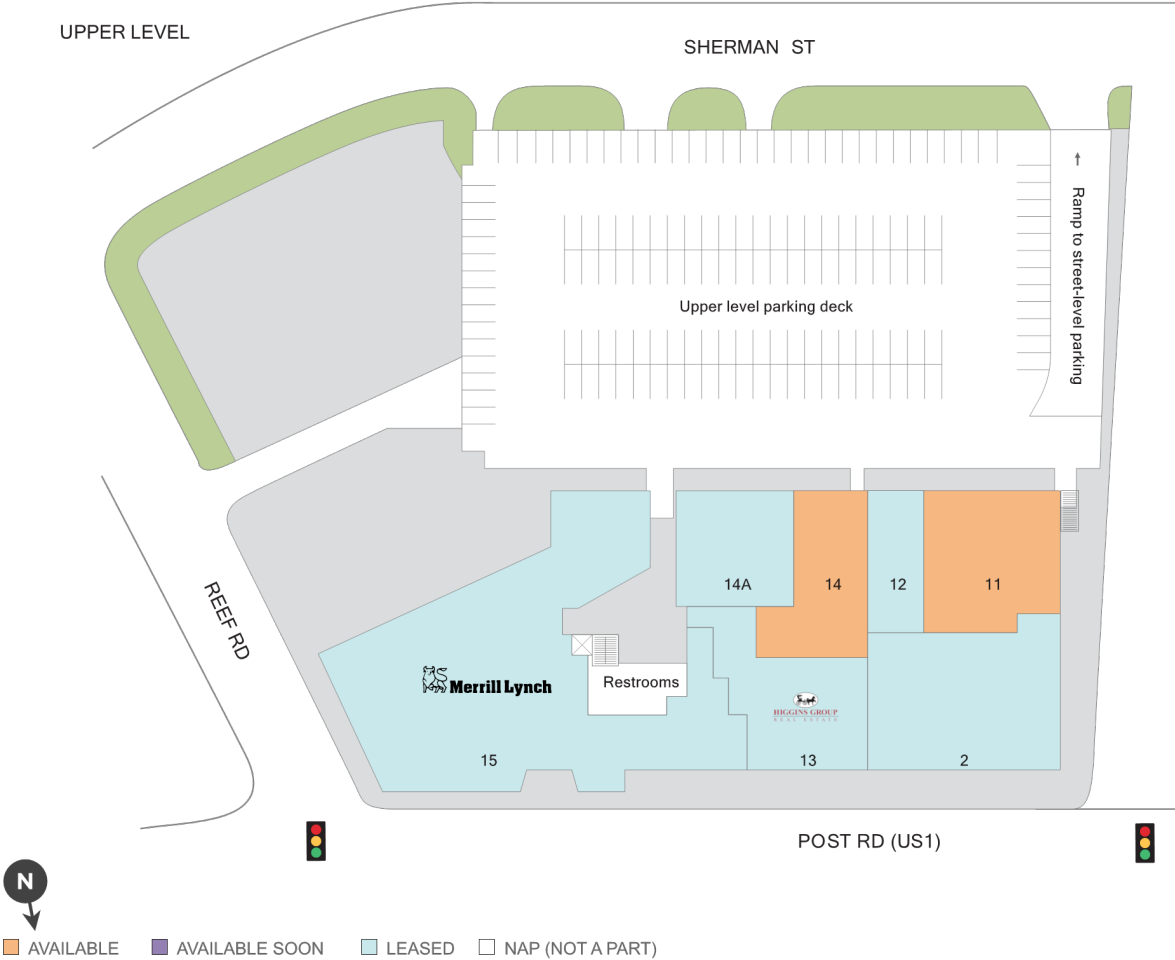 UPPER LEVEL
SHERMAN ST
Ramp to street-level parking
Upper level parking deck
REEF RD
14A
14
12
11
Merrill Lynch
Restrooms
HIGGINS GROUP
REAL ESTATE
15
13
2
POST RD (US1)
N
AVAILABLE
AVAILABLE SOON
LEASED
NAP (NOT A PART)